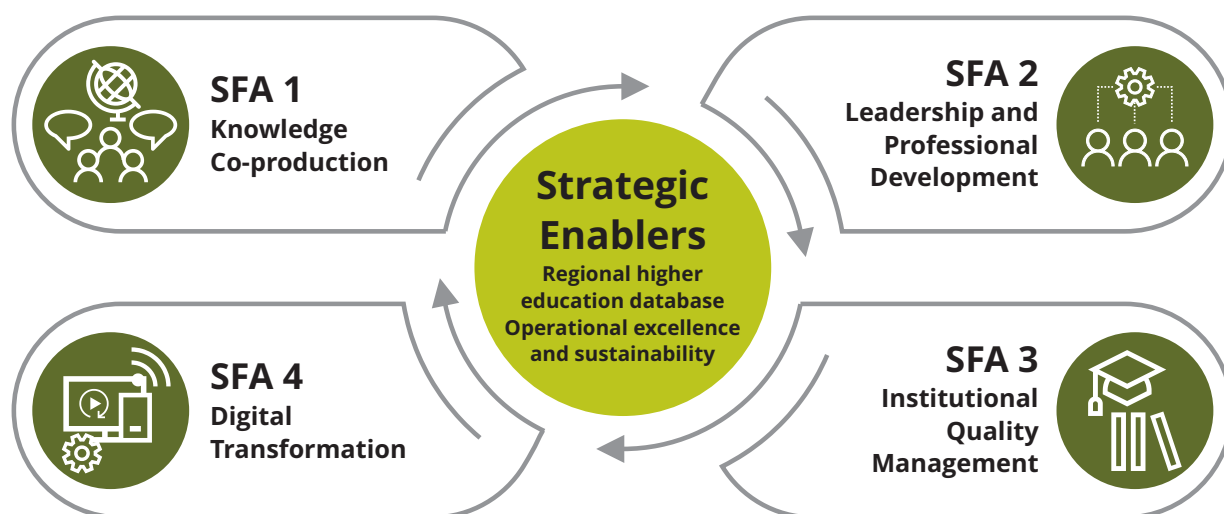 SFA 1
Knowledge
Co-production
SFA 2
Leadership and
Professional
Development
Strategic
Enablers
Regional higher
education database
Operational excellence
and sustainability
SFA 4
Digital
Transformation
SFA 3
Institutional
Quality
Management